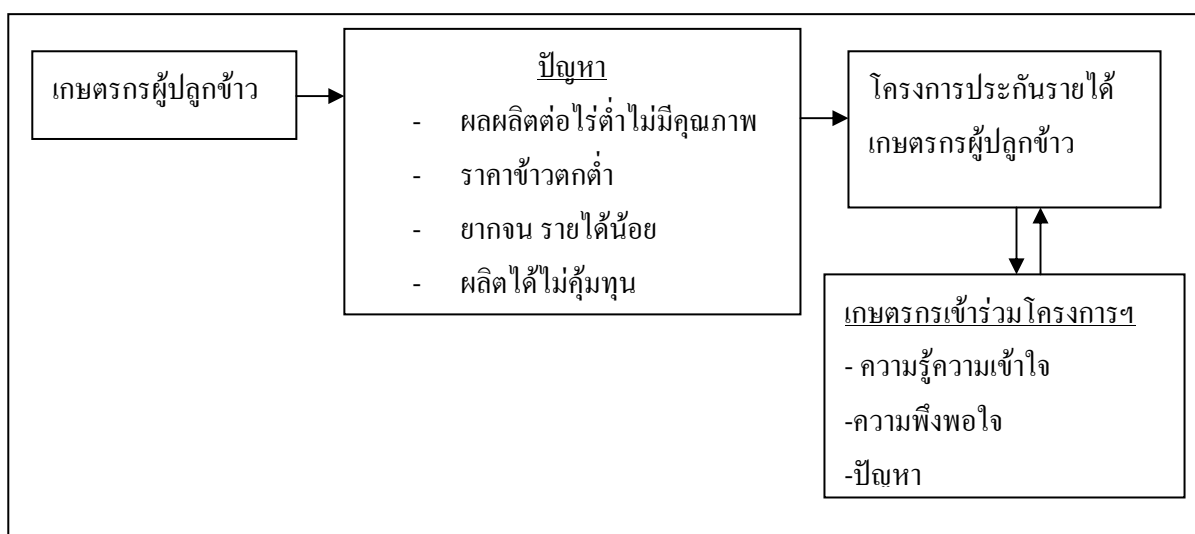 เกษตรกรผู้ปลูกข้าว
ปัญหา
- ผลผลิตต่อไร่ต่ำไม่มีคุณภาพ
- ราคาข้าวตกต่ำ
- ยากจน รายได้น้อย
- ผลิตได้ไม่คุ้มทุน
โครงการประกันรายได้
เกษตรกรผู้ปลูกข้าว
เกษตรกรเข้าร่วมโครงการฯ
- ความรู้ความเข้าใจ
-ความพึงพอใจ
-ปัญหา